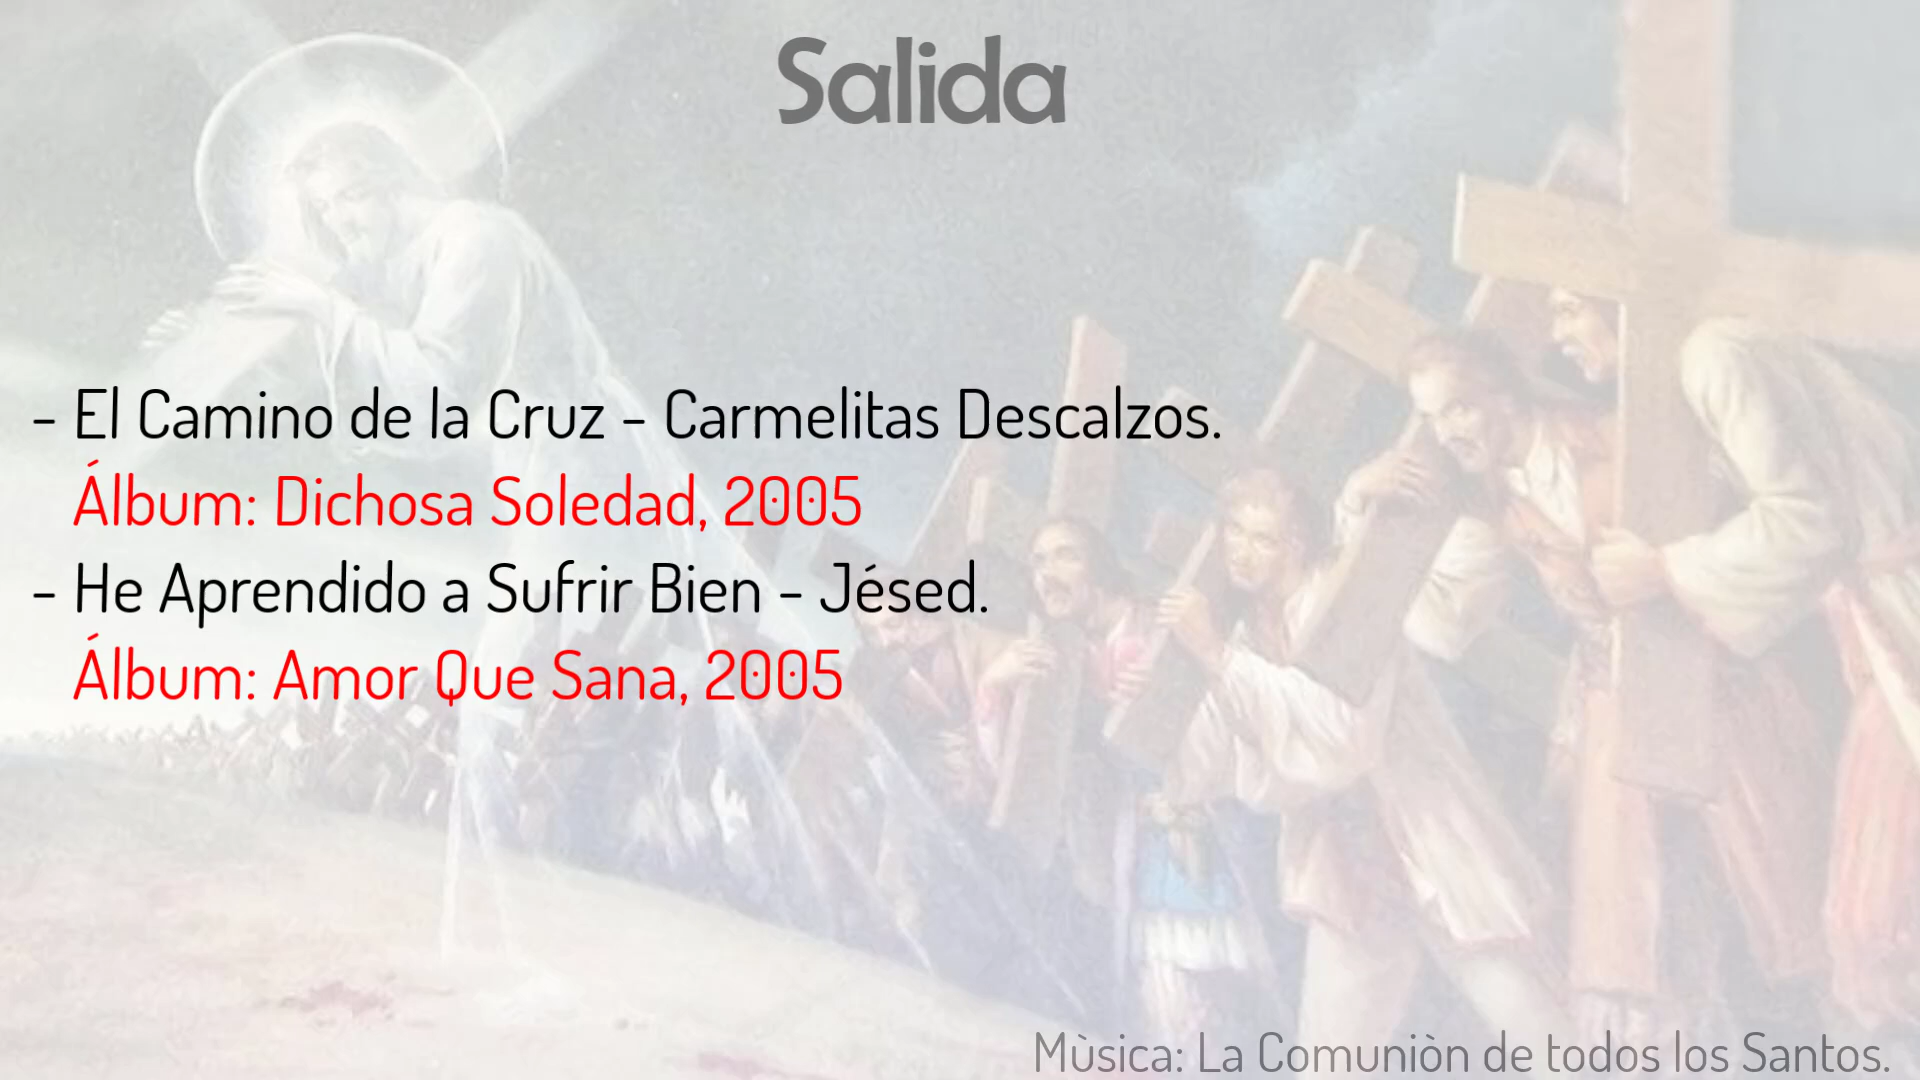 Salida
- El Camino de la Cruz - Carmelitas Descalzos.
Álbum: Dichosa Soledad, 2005
- He Aprendido a Sufrir Bien - Jésed.
Álbum: Amor Que Sana, 2005
Mùsica: La Comuniòn de todos los Santos.